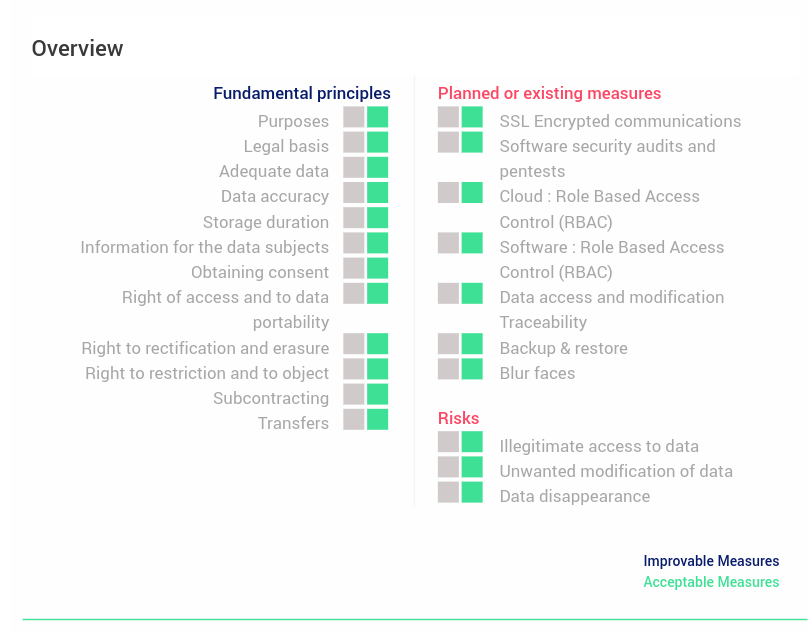 Overview
Fundamental principles
Purposes
Legal basis
Adequate data
Data accuracy
Storage duration
Information for the data subjects
Obtaining consent
Right of access and to data
portability
Right to rectification and erasure
Right to restriction and to object
Subcontracting
Transfers
Planned or existing measures
SSL Encrypted communications
Software security audits and
pentests
Cloud : Role Based Access
Control (RBAC)
Software : Role Based Access
Control (RBAC)
Data access and modification
Traceability
Backup & restore
Blur faces
Risks
Illegitimate access to data
Unwanted modification of data
Data disappearance
Improvable Measures
Acceptable Measures